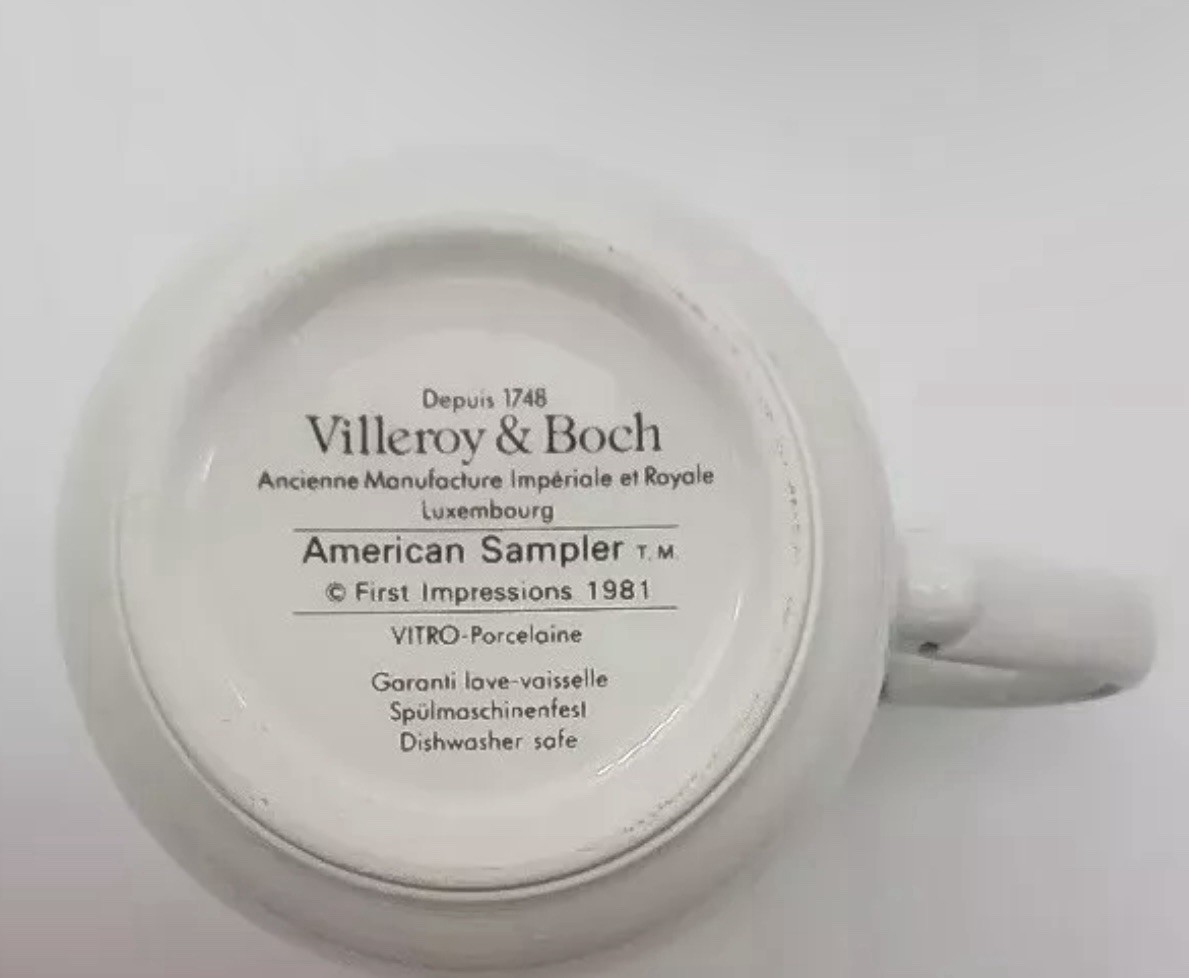 Depuis 1748
Villeroy & Boch
Ancienne Manufacture Impériale et Royale
Luxembourg
American Sampler T.M.
© First Impressions 1981
VITRO-Porcelaine
Garanti lave-vaisselle
Spülmaschinenfest
Dishwasher safe